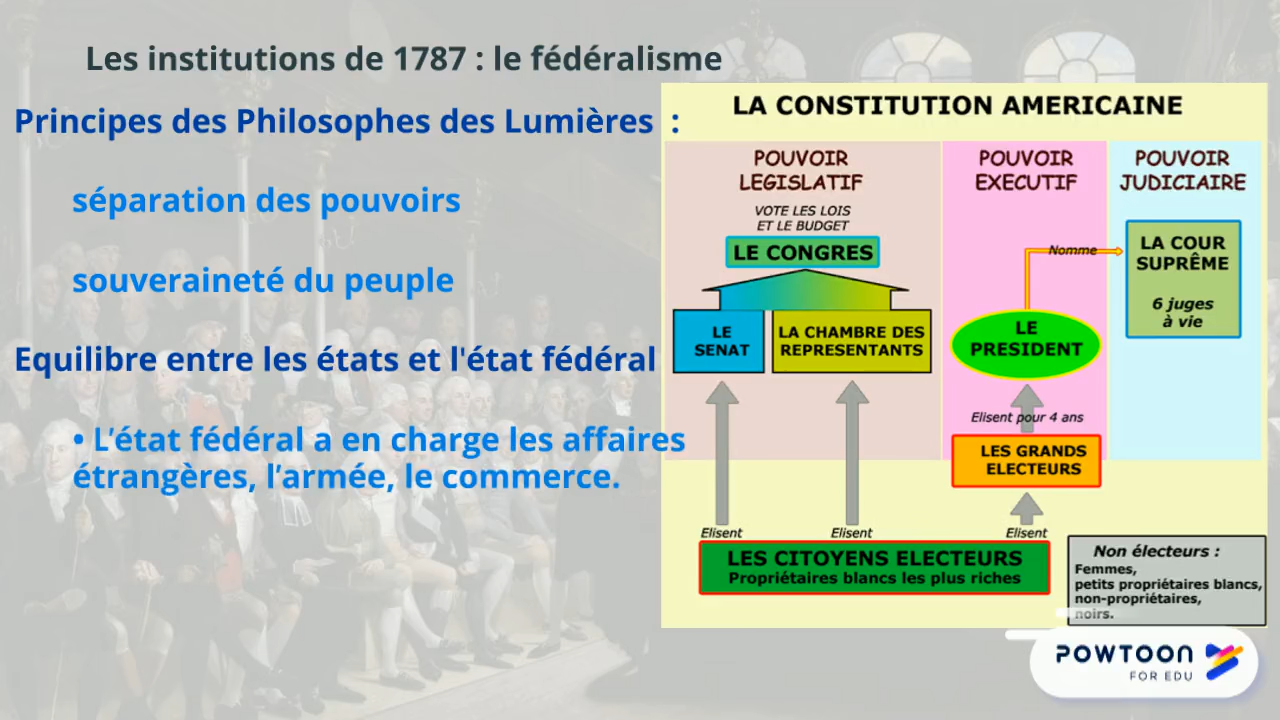 Les institutions de 1787 : le fédéralisme
Principes des Philosophes des Lumières :
séparation des pouvoirs
souveraineté du peuple
Equilibre entre les états et l'état fédéral
• L'état fédéral a en charge les affaires
étrangères, l'armée, le commerce.
LA CONSTITUTION AMERICAINE
POUVOIR
LEGISLATIF
VOTE LES LOIS
ET LE BUDGET
LE CONGRES
LE
SENAT
LA CHAMBRE DES
REPRESENTANTS
POUVOIR
EXECUTIF
Nomme
LE
PRESIDENT
Elisent pour 4 ans
LES GRANDS
ELECTEURS
POUVOIR
JUDICIAIRE
LA COUR
SUPRÊME
6 juges
à vie
Elisent
Elisent
Elisent
LES CITOYENS ELECTEURS
Propriétaires blancs les plus riches
Non électeurs :
Femmes,
petits propriétaires blancs,
non-propriétaires,
noirs.
POWTOON
FOR EDU